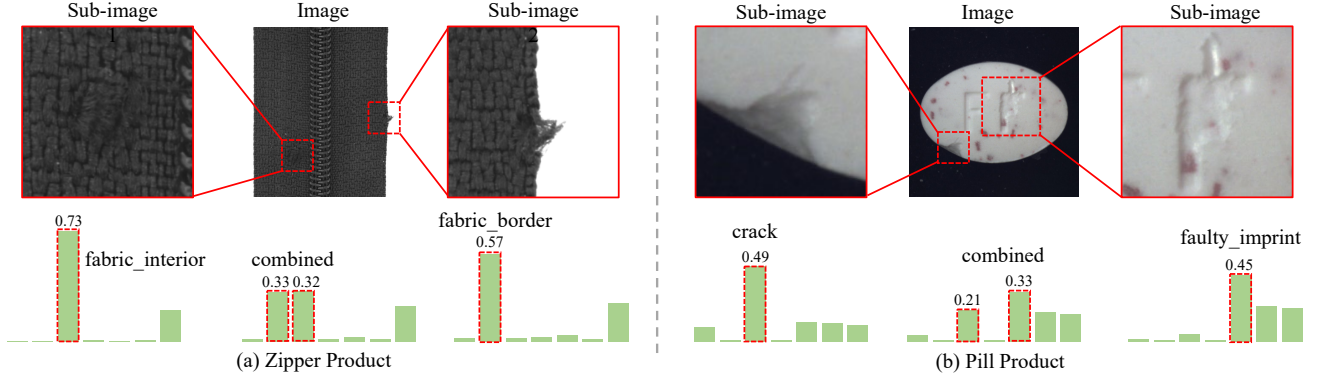 Sub-image
1
Image
Sub-image
2
0.73
fabric_interior
combined
0.33
0.32
fabric_border
0.57
(a) Zipper Product
Sub-image
Image
Sub-image
crack
0.49
combined
0.21
0.33
faulty_imprint
0.45
(b) Pill Product